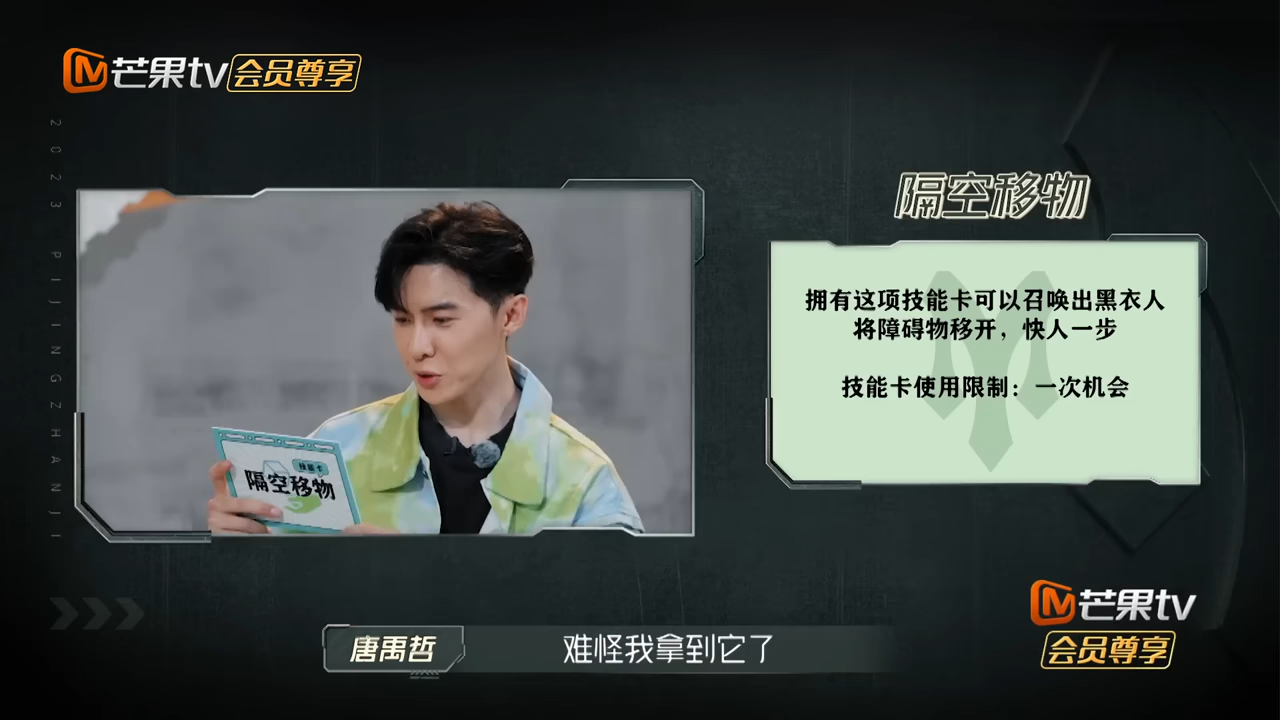 芒果tv会员尊享
2023 PIJINGZHANJI
隔空移物
拥有这项技能卡可以召唤出黑衣人
将障碍物移开，快人一步
技能卡使用限制：一次机会
技能卡
隔空移物
芒果tv
会员尊享
唐禹哲
难怪我拿到它了